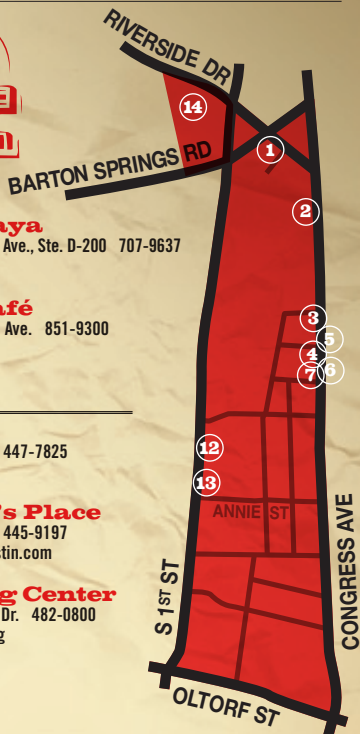 RIVERSIDE DR
14
BARTON SPRINGS RD
1
aya
Ave., Ste. D-200 707-9637
2
afé
Ave. 851-9300
3
5
4
7
6
447-7825
12
13
's Place
445-9197
stin.com
ANNIE ST
g Center
Dr. 482-0800
g
S 1ST ST
CONGRESS AVE
OLTORF ST